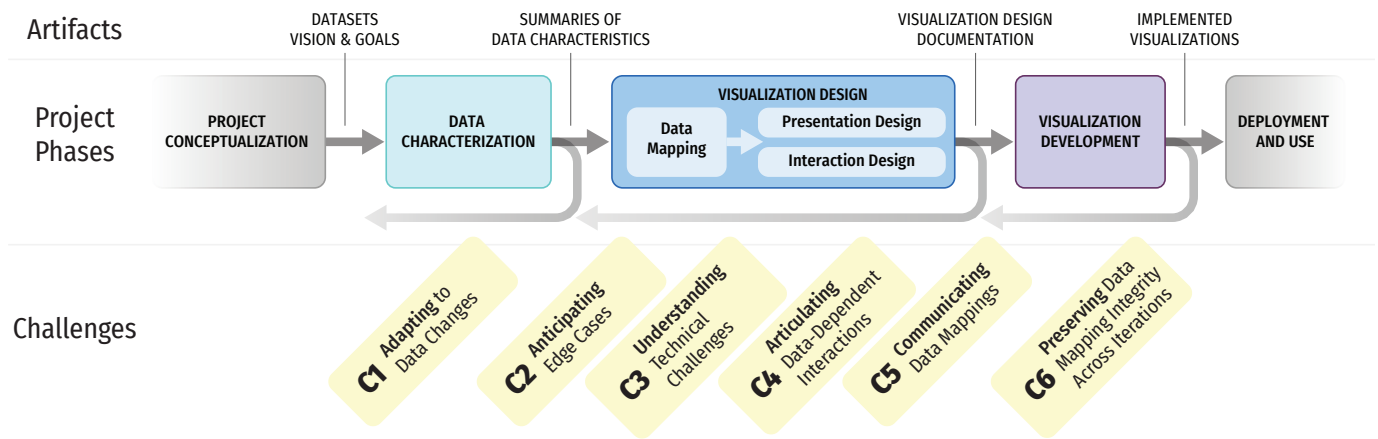 Artifacts
DATASETS
VISION & GOALS
SUMMARIES OF
DATA CHARACTERISTICS
VISUALIZATION DESIGN
DOCUMENTATION
IMPLEMENTED
VISUALIZATIONS
Project
Phases
PROJECT
CONCEPTUALIZATION
DATA
CHARACTERIZATION
VISUALIZATION DESIGN
Data
Mapping
Presentation Design
Interaction Design
VISUALIZATION
DEVELOPMENT
DEPLOYMENT
AND USE
Challenges
C1 Adapting to
Data Changes
C2 Anticipating
Edge Cases
C3 Understanding
Technical
Challenges
C4 Articulating
Data-Dependent
Interactions
C5 Communicating
Data Mappings
C6 Preserving Data
Mapping Integrity
Across Iterations